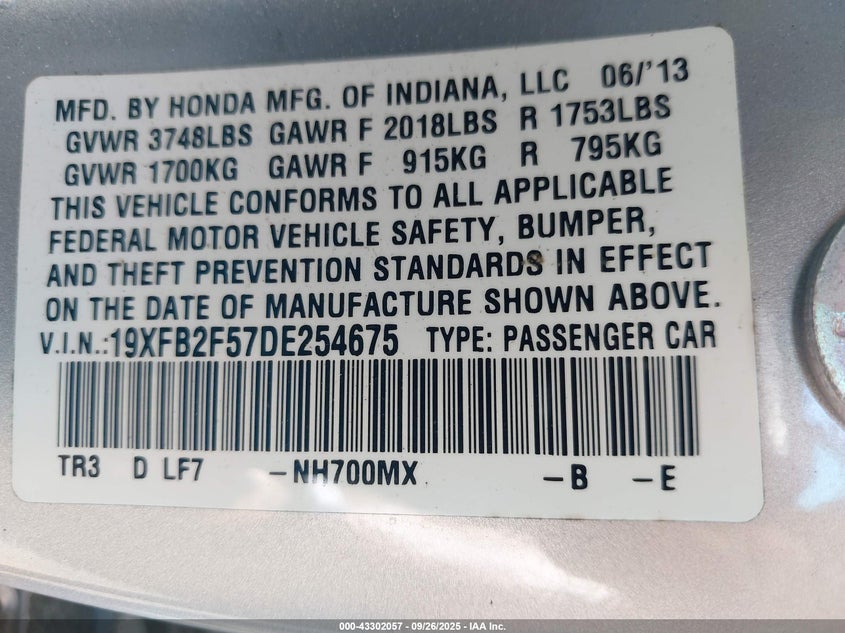 MFD. BY HONDA MFG. OF INDIANA, LLC 06/'13
GVWR 3748LBS GAWR F 2018LBS R 1753LBS
GVWR 1700KG GAWR F 915KG R 795KG
THIS VEHICLE CONFORMS TO ALL APPLICABLE
FEDERAL MOTOR VEHICLE SAFETY, BUMPER,
AND THEFT PREVENTION STANDARDS IN EFFECT
ON THE DATE OF MANUFACTURE SHOWN ABOVE.
V.I.N.:19XFB2F57DE254675 TYPE: PASSENGER CAR
TR3 D LF7 -NH700MX -B -E
000-43302057 - 09/26/2025 - IAA Inc.